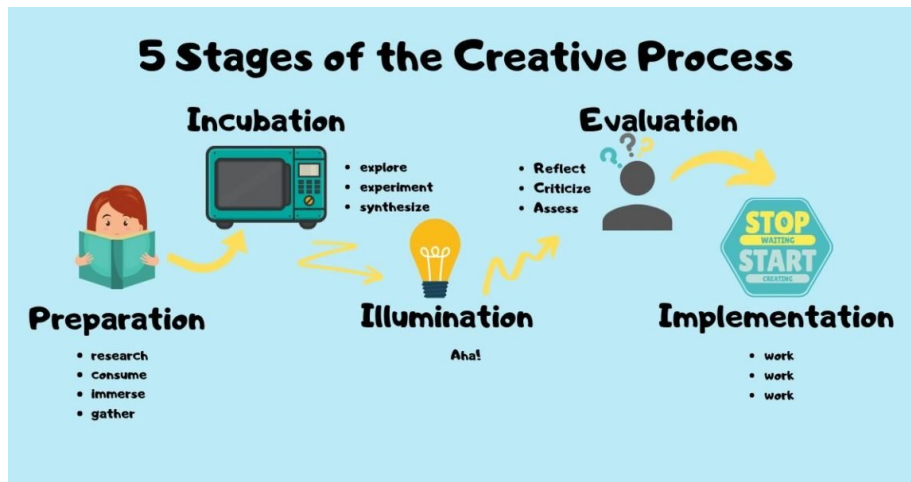 5 Stages of the Creative Process
Incubation
• explore
• experiment
• synthesize
Evaluation
• Reflect
• Criticize
• Assess
? ? ?
STOP
WAITING
START
CREATING
Preparation
• research
• consume
• immerse
• gather
Illumination
Aha!
Implementation
• work
• work
• work